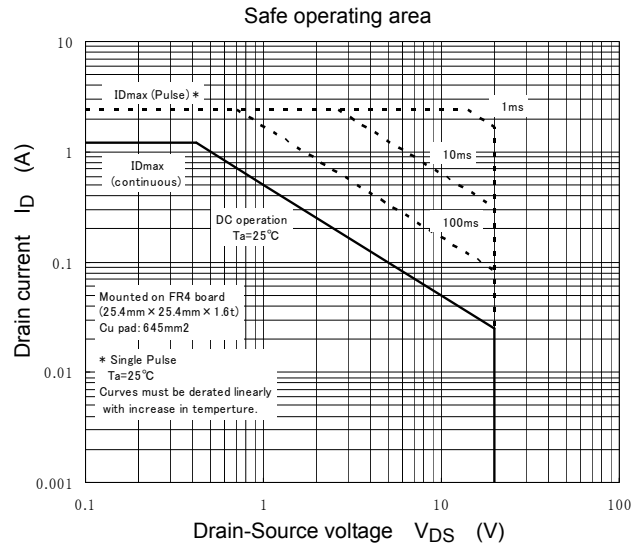 Safe operating area
10
1
0.1
0.01
0.001
Drain current I_D (A)
IDmax (Pulse) *
IDmax
(continuous)
1ms
10ms
100ms
DC operation
Ta=25℃
Mounted on FR4 board
(25.4mm×25.4mm×1.6t)
Cu pad: 645mm2
* Single Pulse
Ta=25℃
Curves must be derated linearly
with increase in temperture.
0.1
1
10
100
Drain-Source voltage V_DS (V)